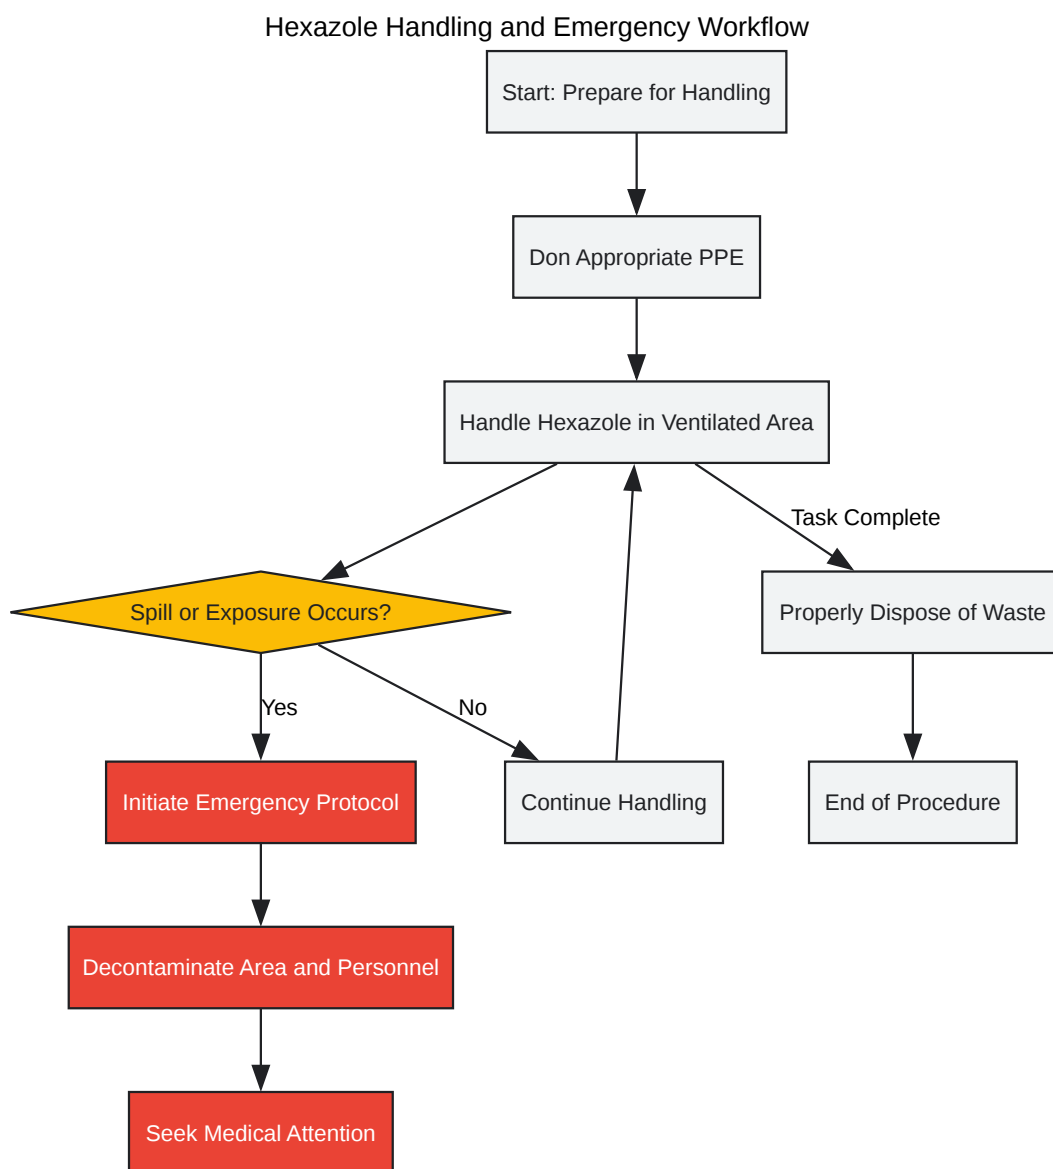 Hexazole Handling and Emergency Workflow
Start: Prepare for Handling
Don Appropriate PPE
Handle Hexazole in Ventilated Area
Task Complete
Spill or Exposure Occurs?
Properly Dispose of Waste
Yes
No
Initiate Emergency Protocol
Continue Handling
End of Procedure
Decontaminate Area and Personnel
Seek Medical Attention